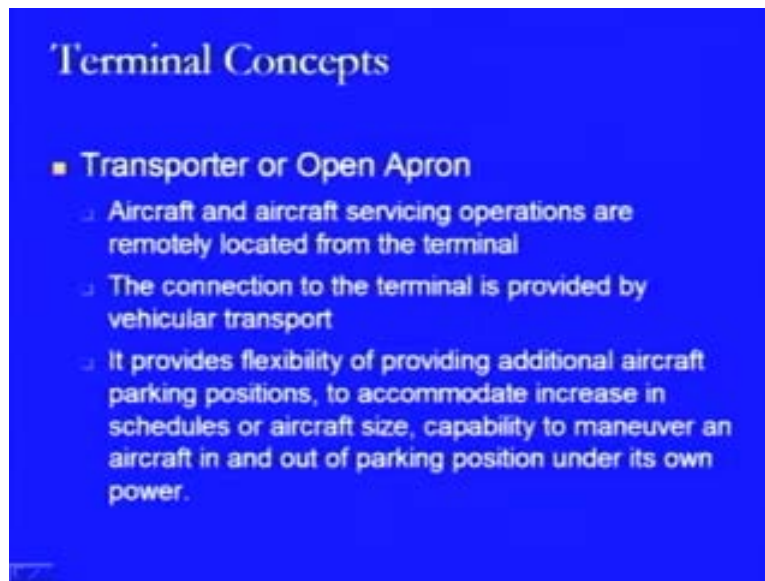 Terminal Concepts
Transporter or Open Apron
Aircraft and aircraft servicing operations are
remotely located from the terminal
The connection to the terminal is provided by
vehicular transport
It provides flexibility of providing additional aircraft
parking positions, to accommodate increase in
schedules or aircraft size, capability to maneuver an
aircraft in and out of parking position under its own
power.